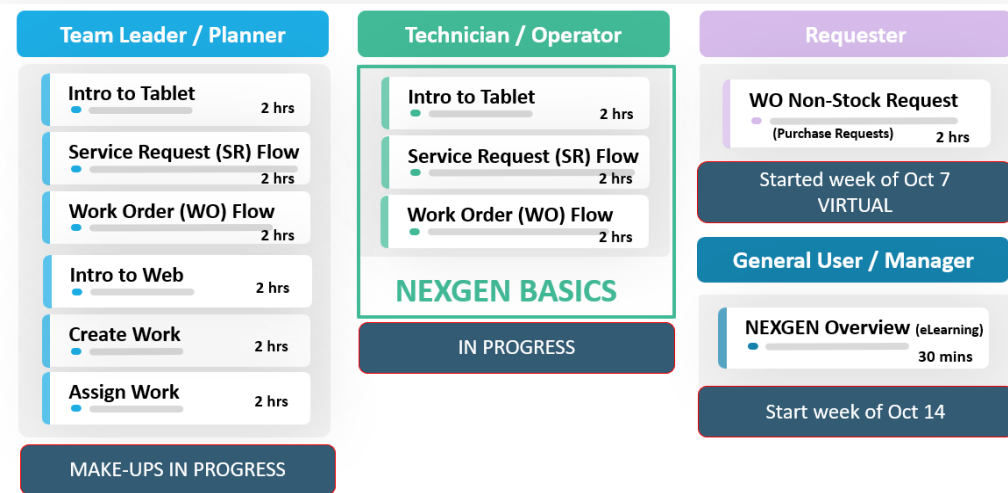 Team Leader / Planner
Intro to Tablet
2 hrs
Service Request (SR) Flow
2 hrs
Work Order (WO) Flow
2 hrs
Intro to Web
2 hrs
Create Work
2 hrs
Assign Work
2 hrs
MAKE-UPS IN PROGRESS
Technician / Operator
Intro to Tablet
2 hrs
Service Request (SR) Flow
2 hrs
Work Order (WO) Flow
2 hrs
NEXGEN BASICS
IN PROGRESS
Requester
WO Non-Stock Request
(Purchase Requests) 2 hrs
Started week of Oct 7
VIRTUAL
General User / Manager
NEXGEN Overview (eLearning)
30 mins
Start week of Oct 14